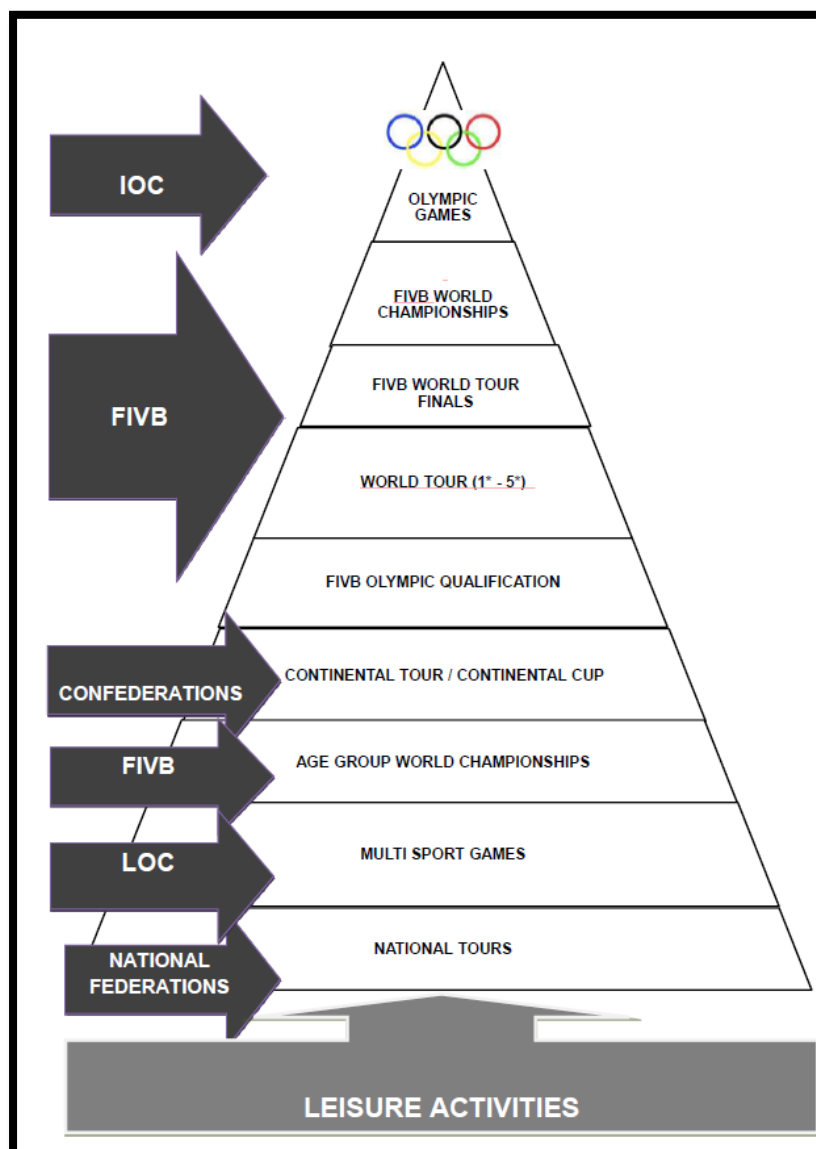 IOC
OLYMPIC
GAMES
FIVB WORLD
CHAMPIONSHIPS
FIVB WORLD TOUR
FINALS
FIVB
WORLD TOUR (1* - 5*)
FIVB OLYMPIC QUALIFICATION
CONFEDERATIONS
CONTINENTAL TOUR / CONTINENTAL CUP
FIVB
AGE GROUP WORLD CHAMPIONSHIPS
LOC
MULTI SPORT GAMES
NATIONAL
FEDERATIONS
NATIONAL TOURS
LEISURE ACTIVITIES